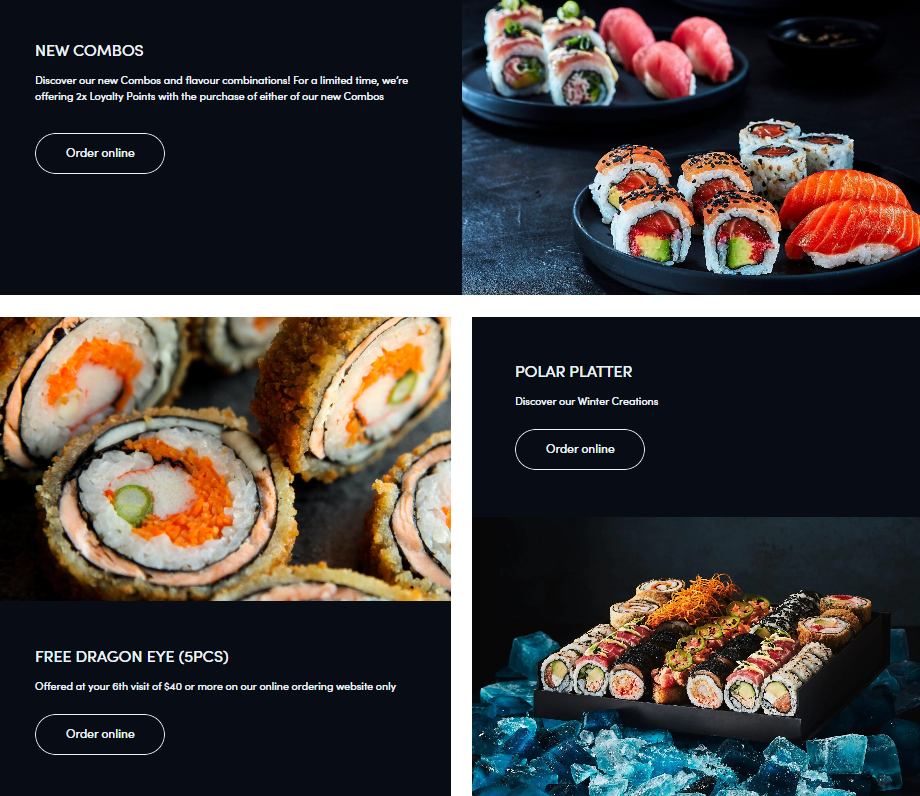 NEW COMBOS
Discover our new Combos and flavour combinations! For a limited time, we're
offering 2x Loyalty Points with the purchase of either of our new Combos
Order online
POLAR PLATTER
Discover our Winter Creations
Order online
FREE DRAGON EYE (5PCS)
Offered at your 6th visit of $40 or more on our online ordering website only
Order online